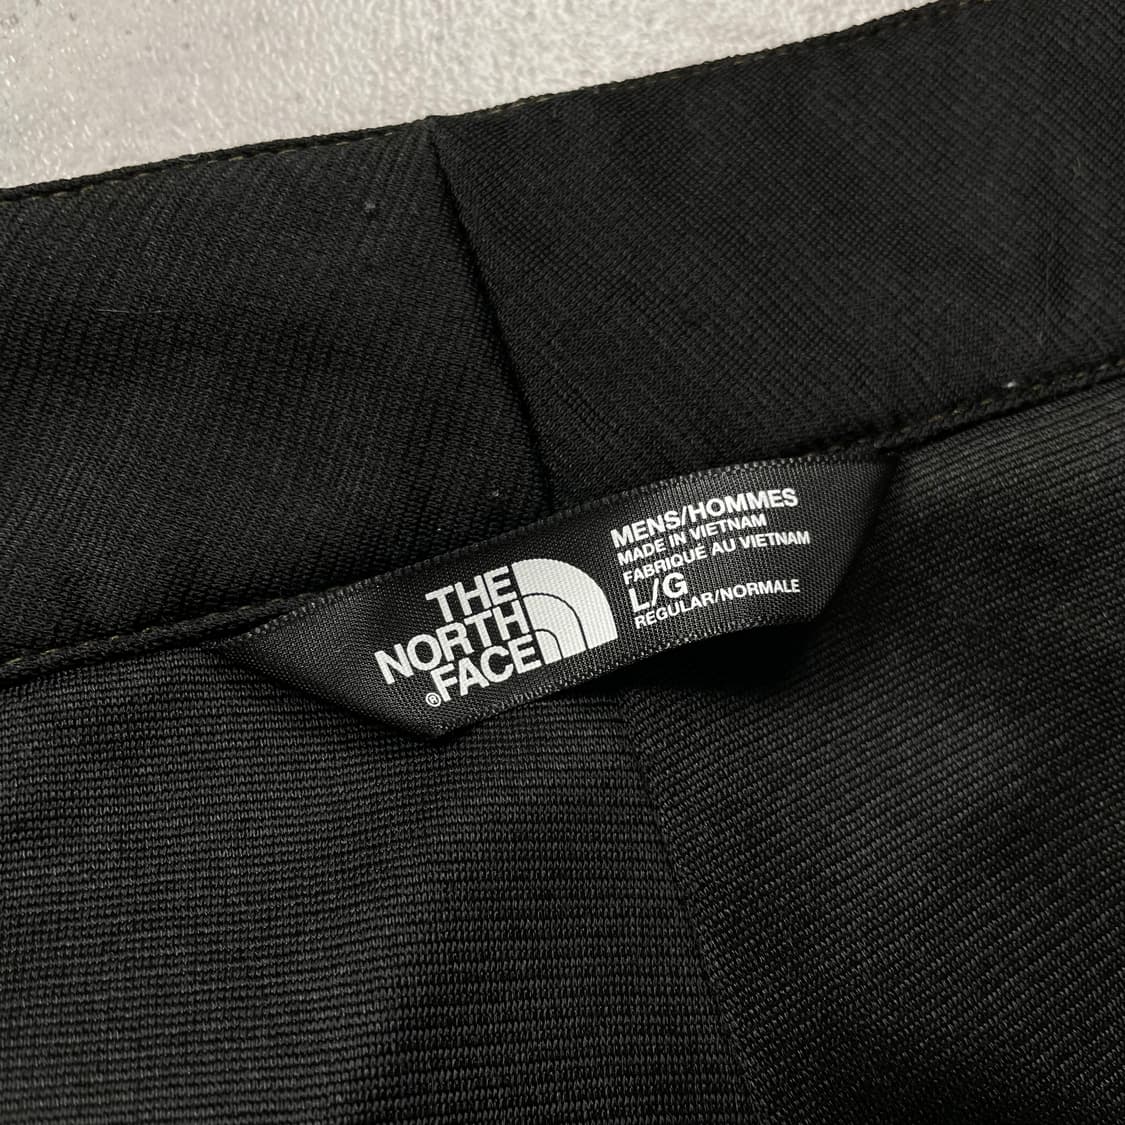 THE
NORTH
FACE
®
MENS/HOMMES
MADE IN VIETNAM
FABRIQUÉ AU VIETNAM
L/G
REGULAR/NORMALE